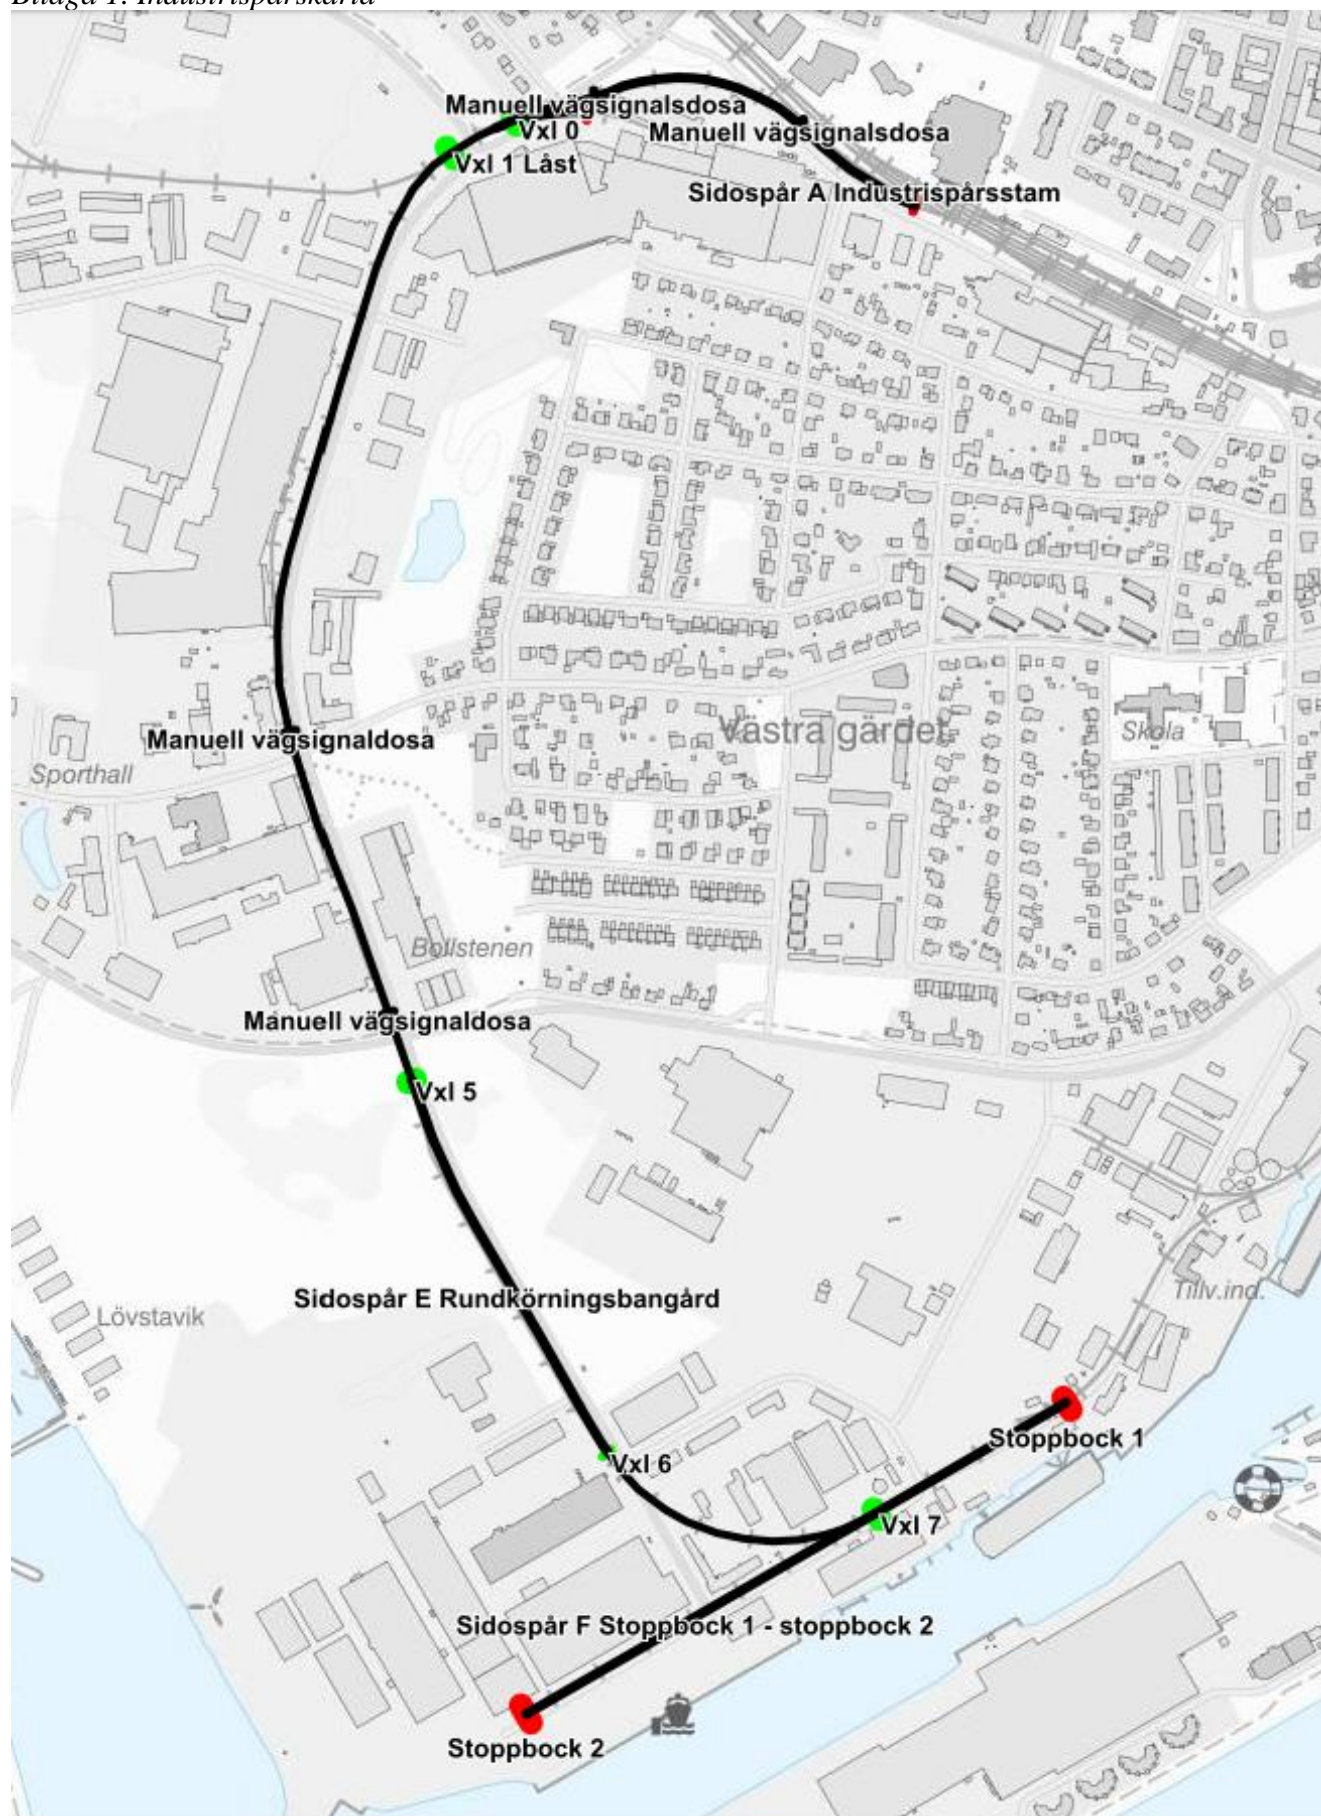 Bilaga 1. Industrispårskarta
Manuell vägsignalsdosa
Vxl 0
Manuell vägsignalsdosa
Vxl 1 Låst
Sidospår A Industrispårsstam
Västra gärdet
Skola
Manuell vägsignaldosa
Sporthall
Bollstenen
Manuell vägsignaldosa
Vxl 5
Tillv.ind.
Sidospår E Rundkörningsbangård
Lövstavik
Stoppbock 1
Vxl 6
Vxl 7
Sidospår F Stoppbock 1 - stoppbock 2
Stoppbock 2